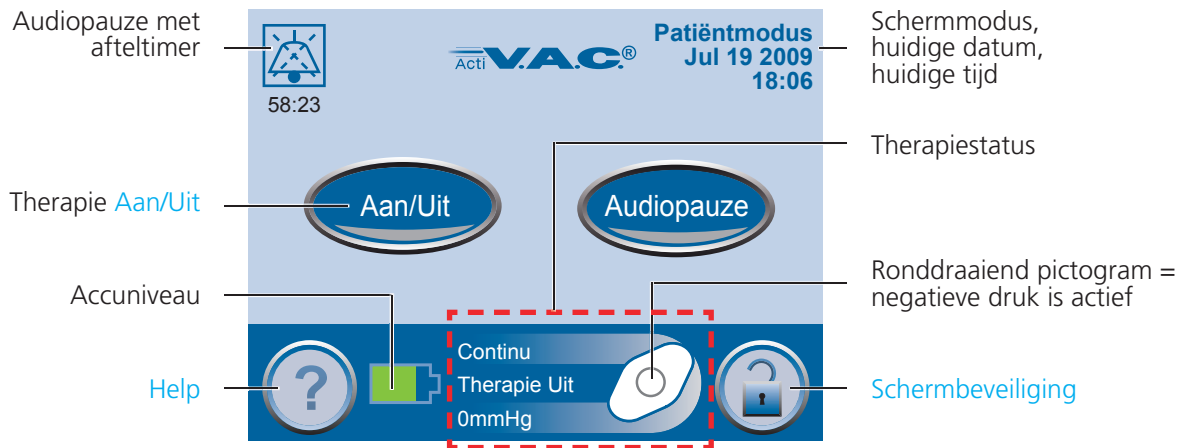 Audiopauze met
afteltimer
58:23
Acti V.A.C.®
Patiëntmodus
Jul 19 2009
18:06
Schermmodus,
huidige datum,
huidige tijd
Therapiestatus
Therapie Aan/Uit
Aan/Uit
Audiopauze
Ronddraaiend pictogram =
negatieve druk is actief
Accuniveau
Help
?
Continu
Therapie Uit
0mmHg
Schermbeveiliging